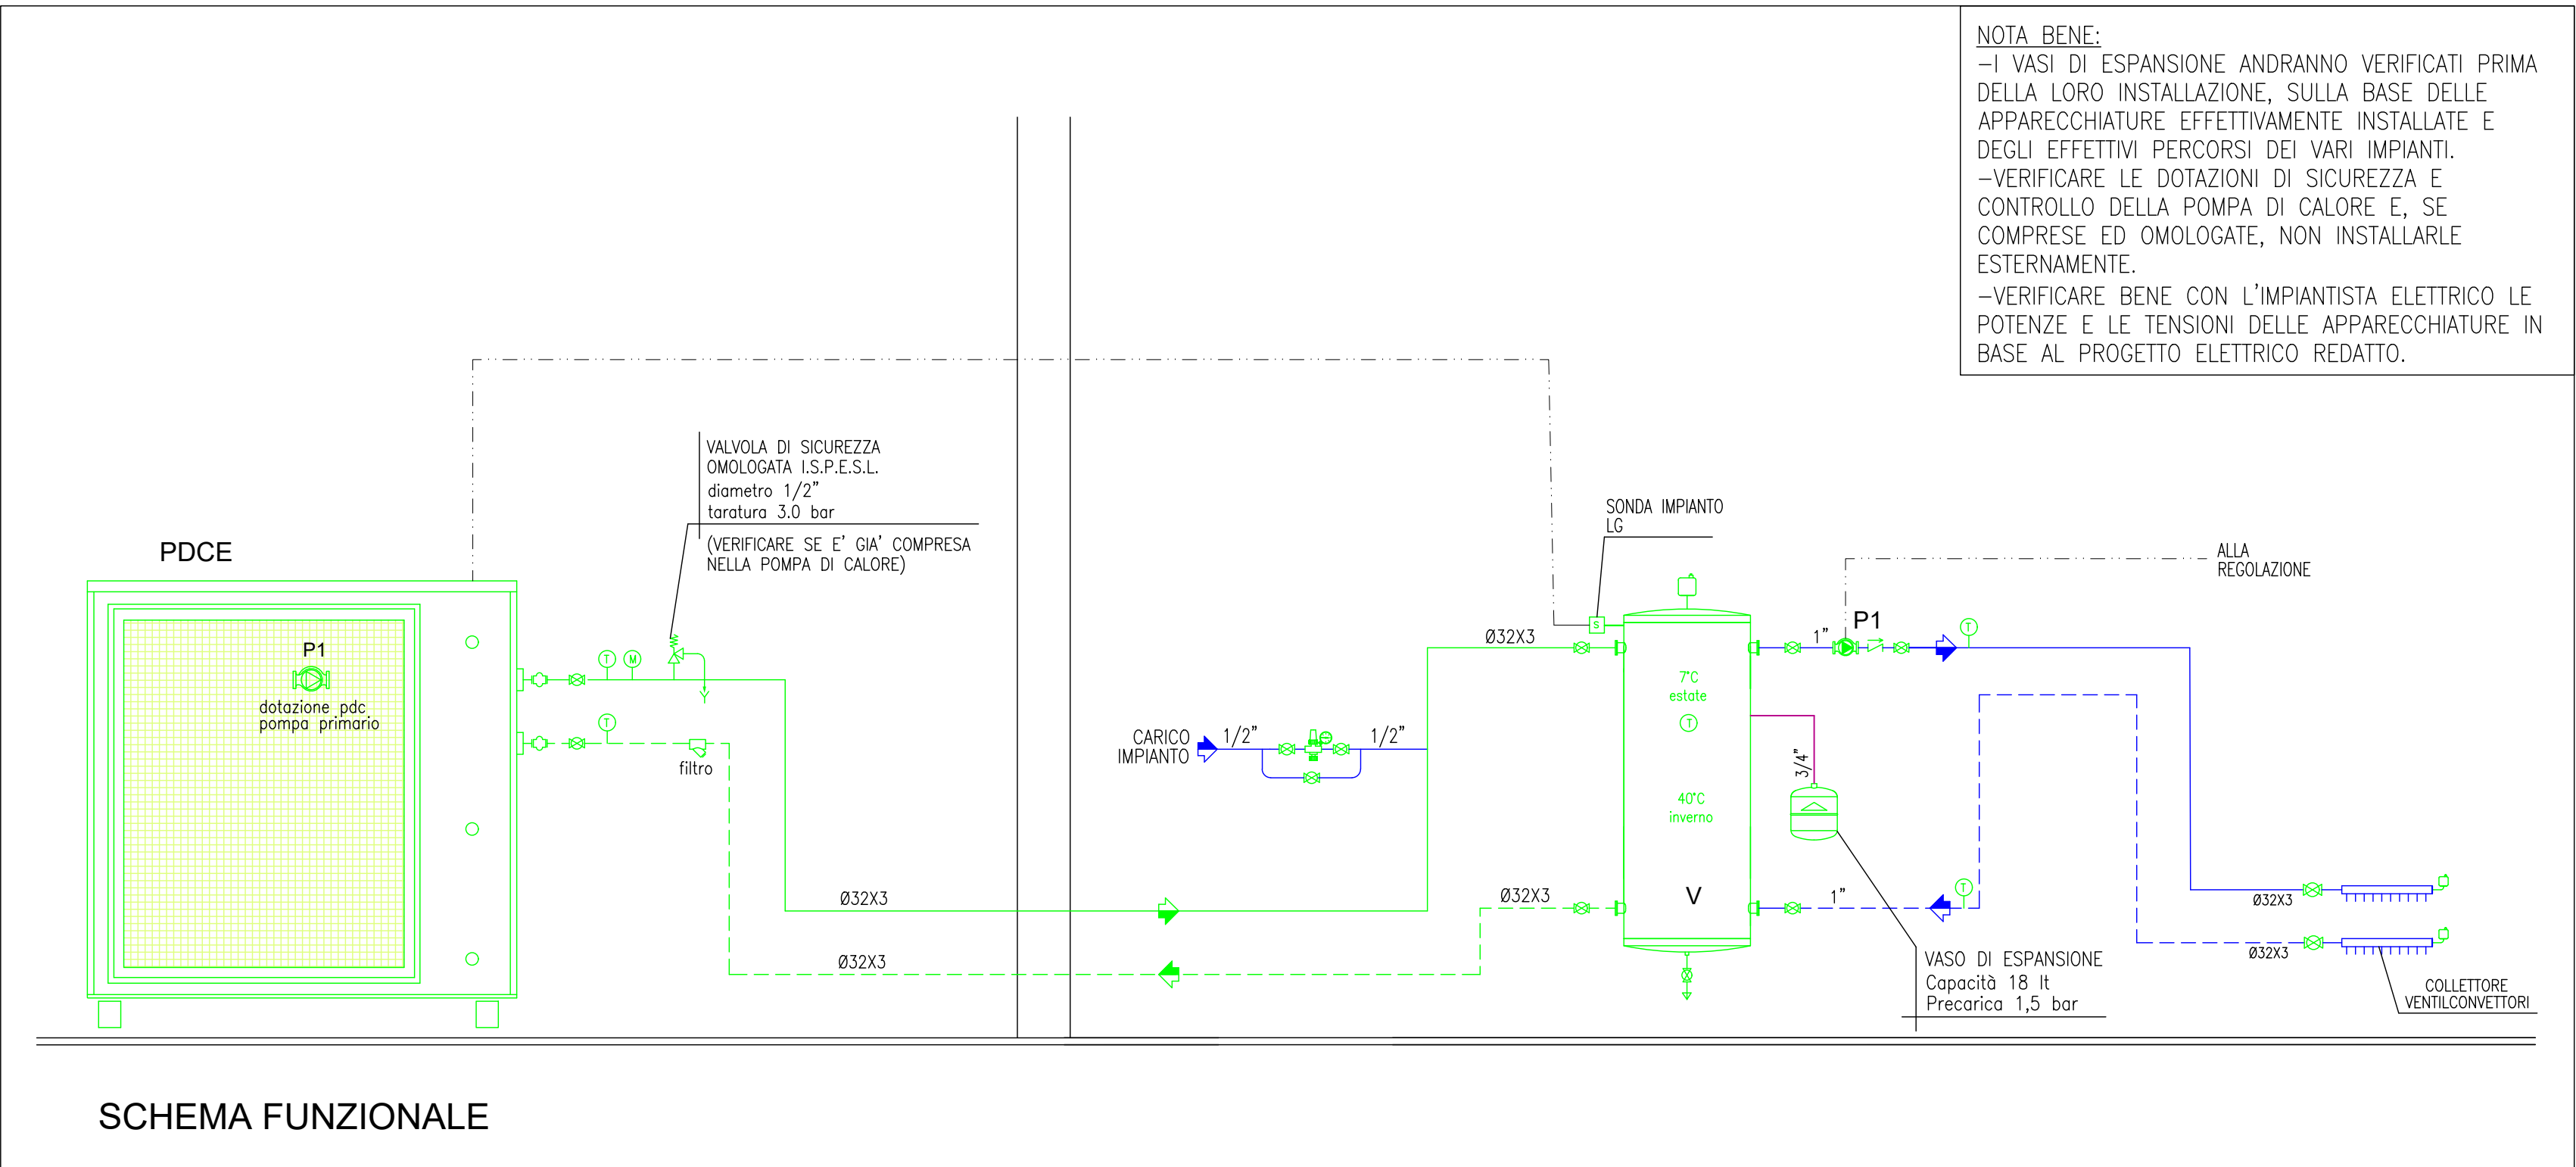 NOTA BENE:
-I VASI DI ESPANSIONE ANDRANNO VERIFICATI PRIMA
DELLA LORO INSTALLAZIONE, SULLA BASE DELLE
APPARECCHIATURE EFFETTIVAMENTE INSTALLATE E
DEGLI EFFETTIVI PERCORSI DEI VARI IMPIANTI.
-VERIFICARE LE DOTAZIONI DI SICUREZZA E
CONTROLLO DELLA POMPA DI CALORE E, SE
COMPRESE ED OMOLOGATE, NON INSTALLARLE
ESTERNAMENTE.
-VERIFICARE BENE CON L'IMPIANTISTA ELETTRICO LE
POTENZE E LE TENSIONI DELLE APPARECCHIATURE IN
BASE AL PROGETTO ELETTRICO REDATTO.
VALVOLA DI SICUREZZA
OMOLOGATA I.S.P.E.S.L.
diametro 1/2"
taratura 3.0 bar
(VERIFICARE SE E' GIA' COMPRESA
NELLA POMPA DI CALORE)
PDCE
P1
dotazione pdc
pompa primario
T
M
T
filtro
Ø32X3
Ø32X3
CARICO
IMPIANTO
1/2"
1/2"
Ø32X3
Ø32X3
SONDA IMPIANTO
LG
S
7°C
estate
T
40°C
inverno
V
1"
P1
T
ALLA
REGOLAZIONE
3/4"
1"
T
VASO DI ESPANSIONE
Capacità 18 lt
Precarica 1,5 bar
Ø32X3
Ø32X3
COLLETTORE
VENTILCONVETTORI
SCHEMA FUNZIONALE